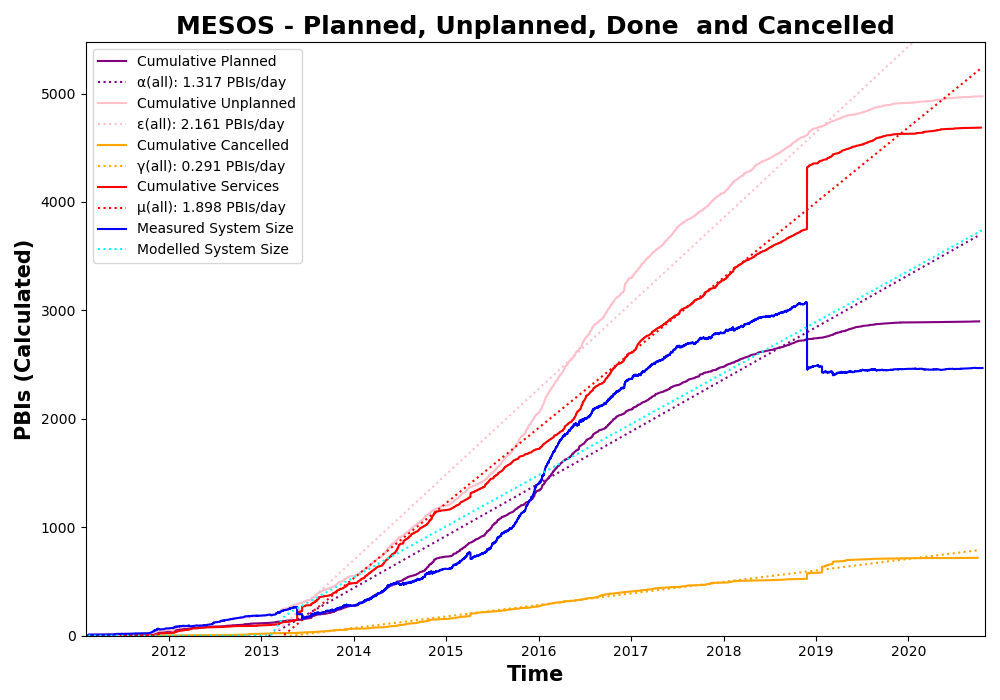 MESOS - Planned, Unplanned, Done  and Cancelled
Cumulative Planned
α(all): 1.317 PBIs/day
Cumulative Unplanned
ε(all): 2.161 PBIs/day
Cumulative Cancelled
γ(all): 0.291 PBIs/day
Cumulative Services
μ(all): 1.898 PBIs/day
Measured System Size
Modelled System Size
PBIs (Calculated)
5000
4000
3000
2000
1000
0
2012 2013 2014 2015 2016 2017 2018 2019 2020
Time